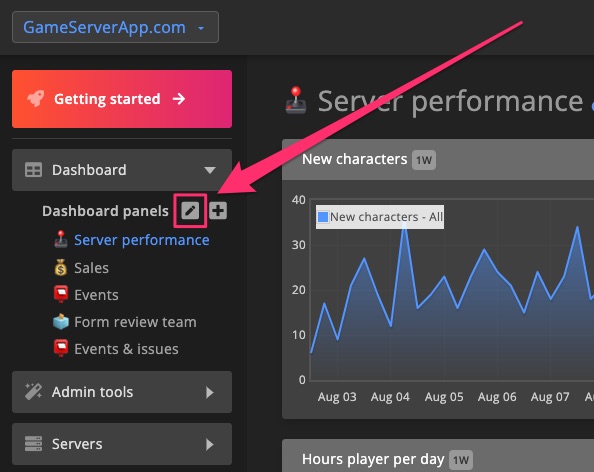 GameServerApp.com
Getting started
Dashboard
Dashboard panels
Server performance
Sales
Events
Form review team
Events & issues
Admin tools
Servers
Server performance
New characters 1W
40
New characters - All
30
20
10
0
Aug 03 Aug 04 Aug 05 Aug 06 Aug 07
Hours player per day 1W